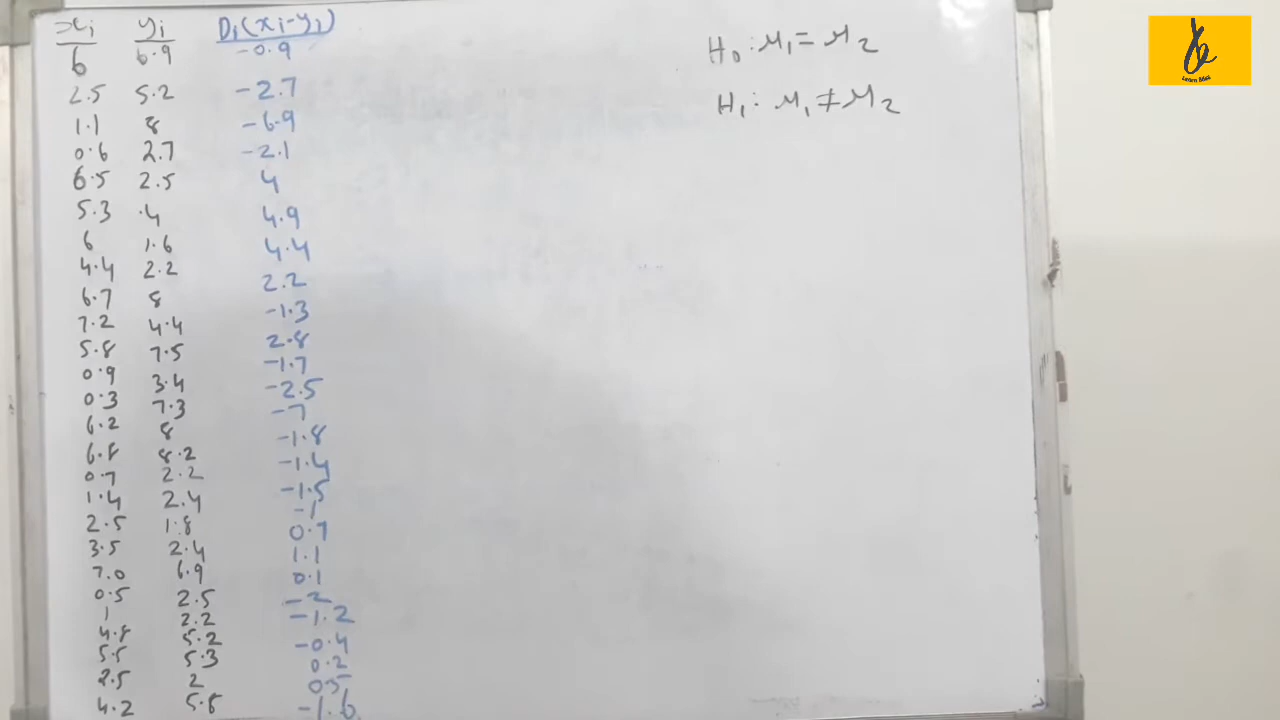 xi yi Di(xi-yi)
6 6.9 -0.9
2.5 5.2 -2.7
1.1 8 -6.9
0.6 2.7 -2.1
6.5 2.5 4
5.3 .4 4.9
6 1.6 4.4
4.4 2.2 2.2
6.7 8 -1.3
7.2 4.4 2.8
5.8 7.5 -1.7
0.9 3.4 -2.5
0.3 7.3 -7
6.2 8 -1.8
6.8 8.2 -1.4
0.7 2.2 -1.5
1.4 2.4 -1
2.5 1.8 0.7
3.5 2.4 1.1
7.0 6.9 0.1
0.5 2.5 -2
1 2.2 -1.2
4.8 5.2 -0.4
5.5 5.3 0.2
2.5 2 0.5
4.2 5.8 -1.6
H₀ : μ₁ = μ₂
H₁ : μ₁ ≠ μ₂
Learn Bliss